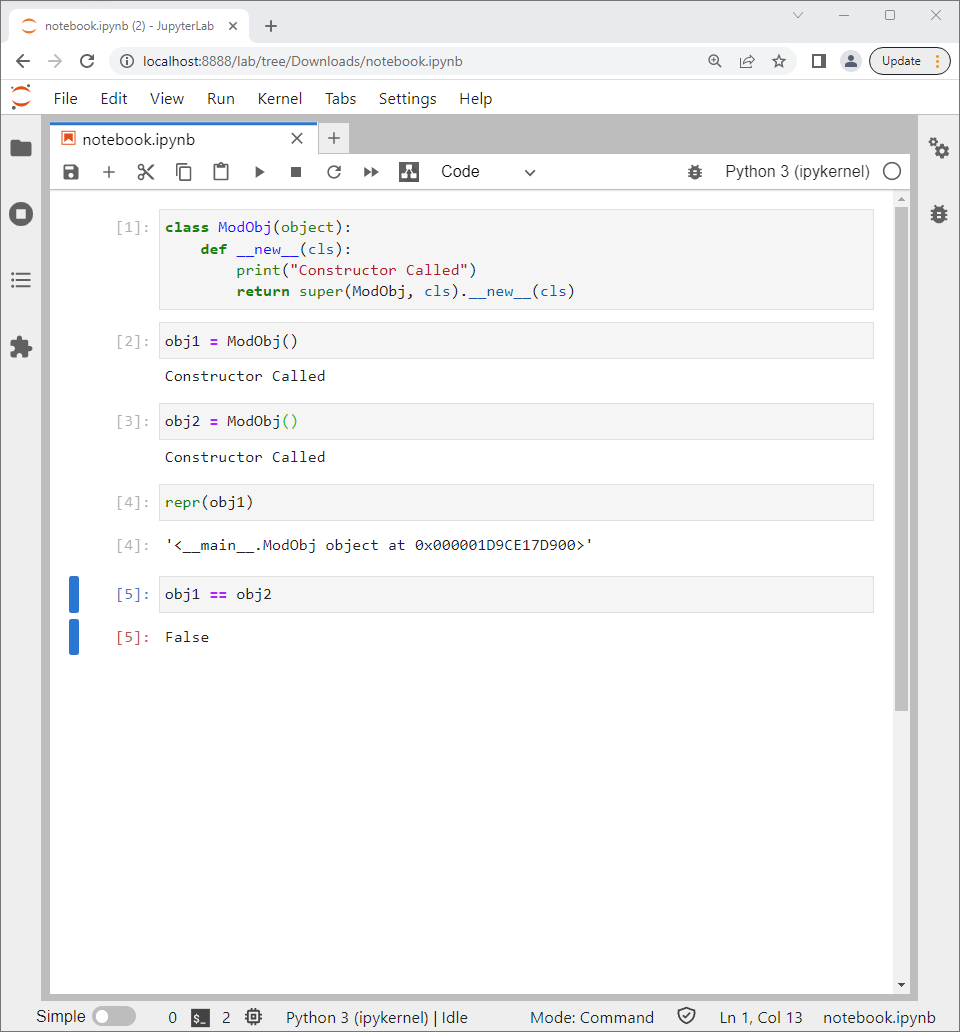 notebook.ipynb (2) - JupyterLab
localhost:8888/lab/tree/Downloads/notebook.ipynb
Update
File Edit View Run Kernel Tabs Settings Help
notebook.ipynb
Code
Python 3 (ipykernel)
[1]: class ModObj(object):
    def __new__(cls):
        print("Constructor Called")
        return super(ModObj, cls).__new__(cls)
[2]: obj1 = ModObj()
Constructor Called
[3]: obj2 = ModObj()
Constructor Called
[4]: repr(obj1)
[4]: '<__main__.ModObj object at 0x000001D9CE17D900>'
[5]: obj1 == obj2
[5]: False
Simple 0 $_ 2 Python 3 (ipykernel) | Idle Mode: Command Ln 1, Col 13 notebook.ipynb